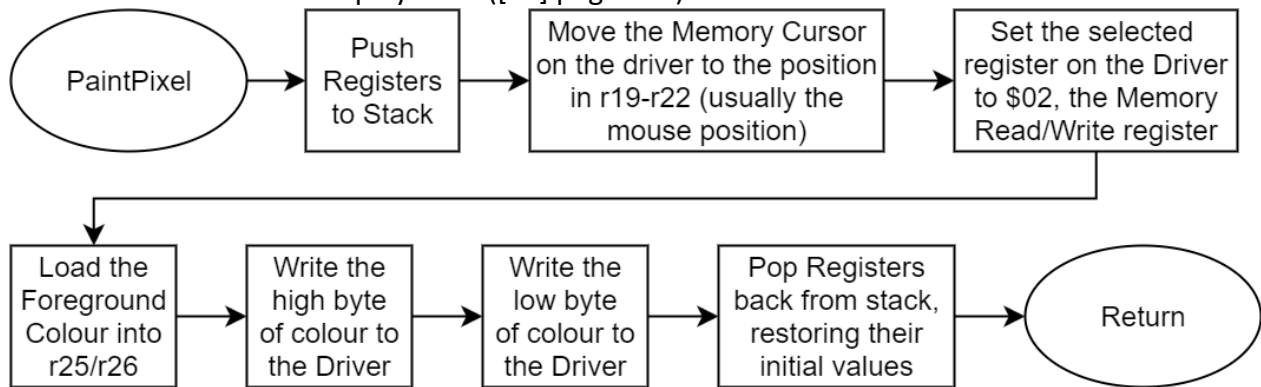 PaintPixel
Push
Registers
to Stack
Move the Memory Cursor
on the driver to the position
in r19-r22 (usually the
mouse position)
Set the selected
register on the Driver
to $02, the Memory
Read/Write register
Load the
Foreground
Colour into
r25/r26
Write the
high byte
of colour to
the Driver
Write the
low byte
of colour to
the Driver
Pop Registers
back from stack,
restoring their
initial values
Return